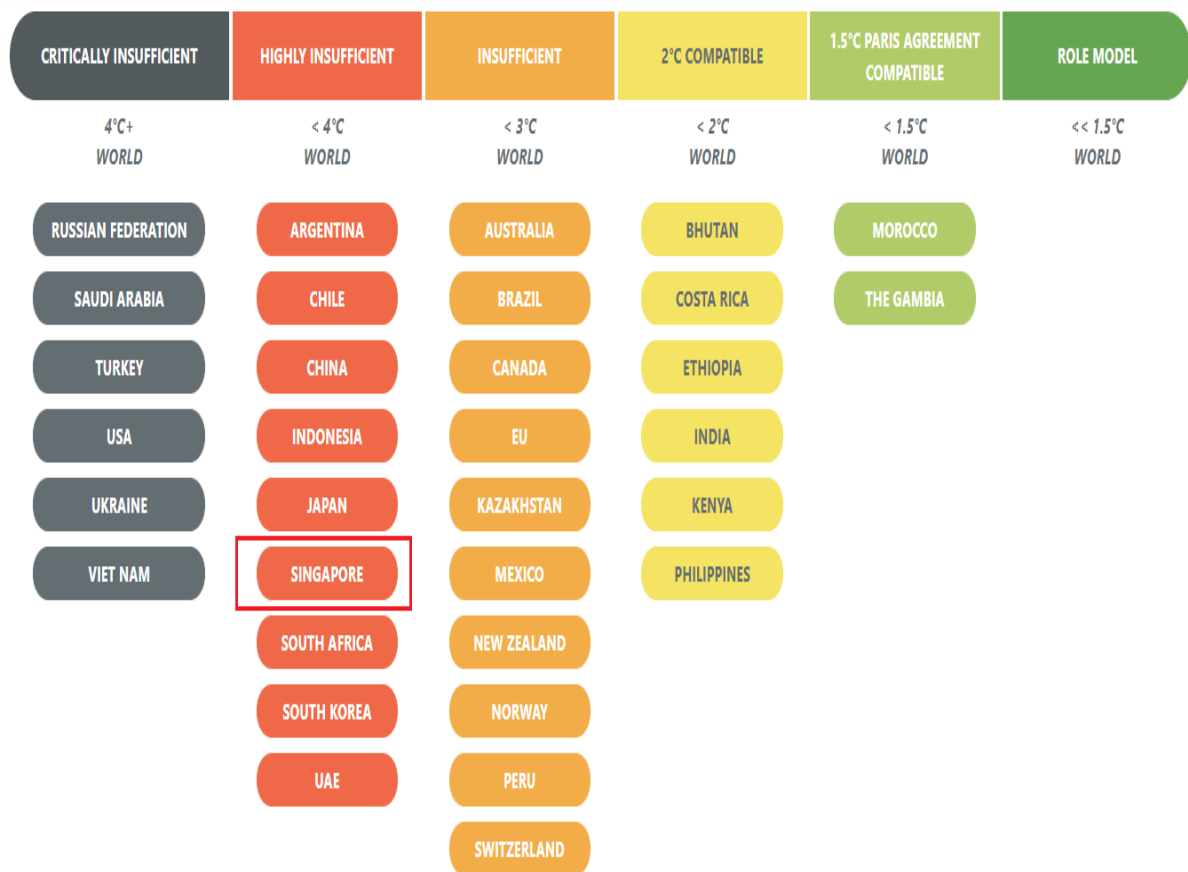 CRITICALLY INSUFFICIENT
HIGHLY INSUFFICIENT
INSUFFICIENT
2°C COMPATIBLE
1.5°C PARIS AGREEMENT
COMPATIBLE
ROLE MODEL
4°C+
WORLD
< 4°C
WORLD
< 3°C
WORLD
< 2°C
WORLD
< 1.5°C
WORLD
<< 1.5°C
WORLD
RUSSIAN FEDERATION
SAUDI ARABIA
TURKEY
USA
UKRAINE
VIET NAM
ARGENTINA
CHILE
CHINA
INDONESIA
JAPAN
SINGAPORE
SOUTH AFRICA
SOUTH KOREA
UAE
AUSTRALIA
BRAZIL
CANADA
EU
KAZAKHSTAN
MEXICO
NEW ZEALAND
NORWAY
PERU
SWITZERLAND
BHUTAN
COSTA RICA
ETHIOPIA
INDIA
KENYA
PHILIPPINES
MOROCCO
THE GAMBIA